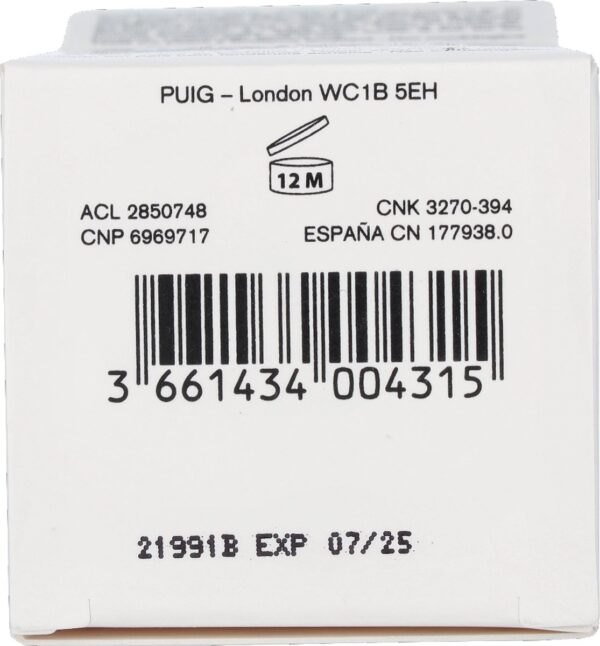 PUIG – London WC1B 5EH
12 M
ACL 2850748
CNP 6969717
CNK 3270-394
ESPAÑA CN 177938.0
3 661434 004315
21991B EXP 07/25